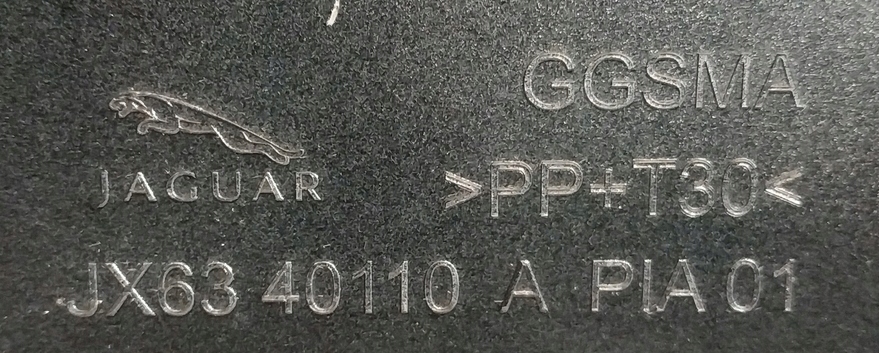 GGSMA
JAGUAR
>PP+T30<
JX63 40110 A PIA 01